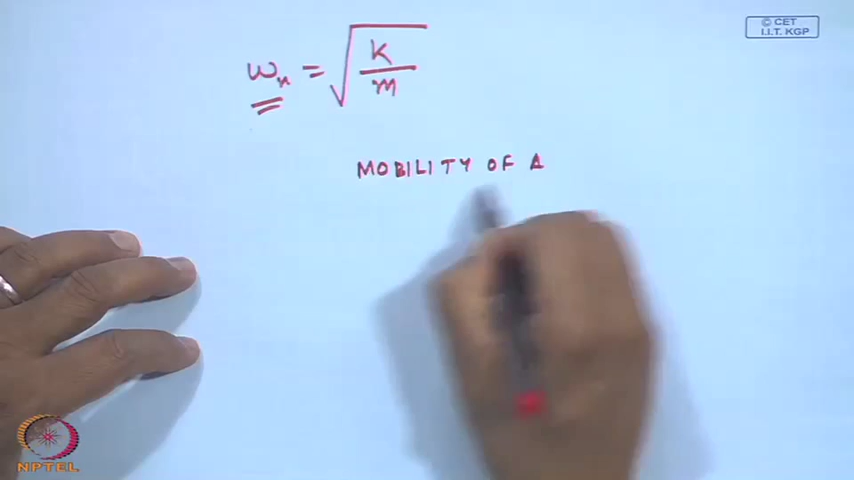 © CET
I.I.T. KGP
ωn = √(K/m)
MOBILITY OF A
NPTEL